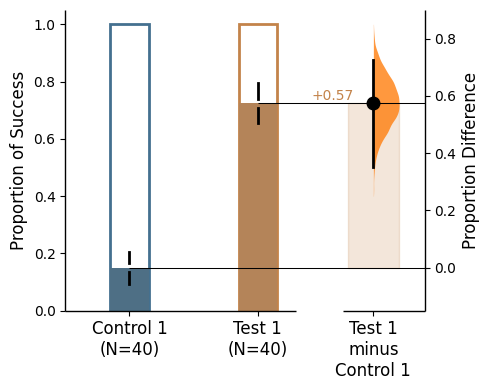 1.0
0.8
0.6
0.4
0.2
0.0
Proportion of Success
Control 1
(N=40)
Test 1
(N=40)
+0.57
Test 1
minus
Control 1
0.8
0.6
0.4
0.2
0.0
Proportion Difference